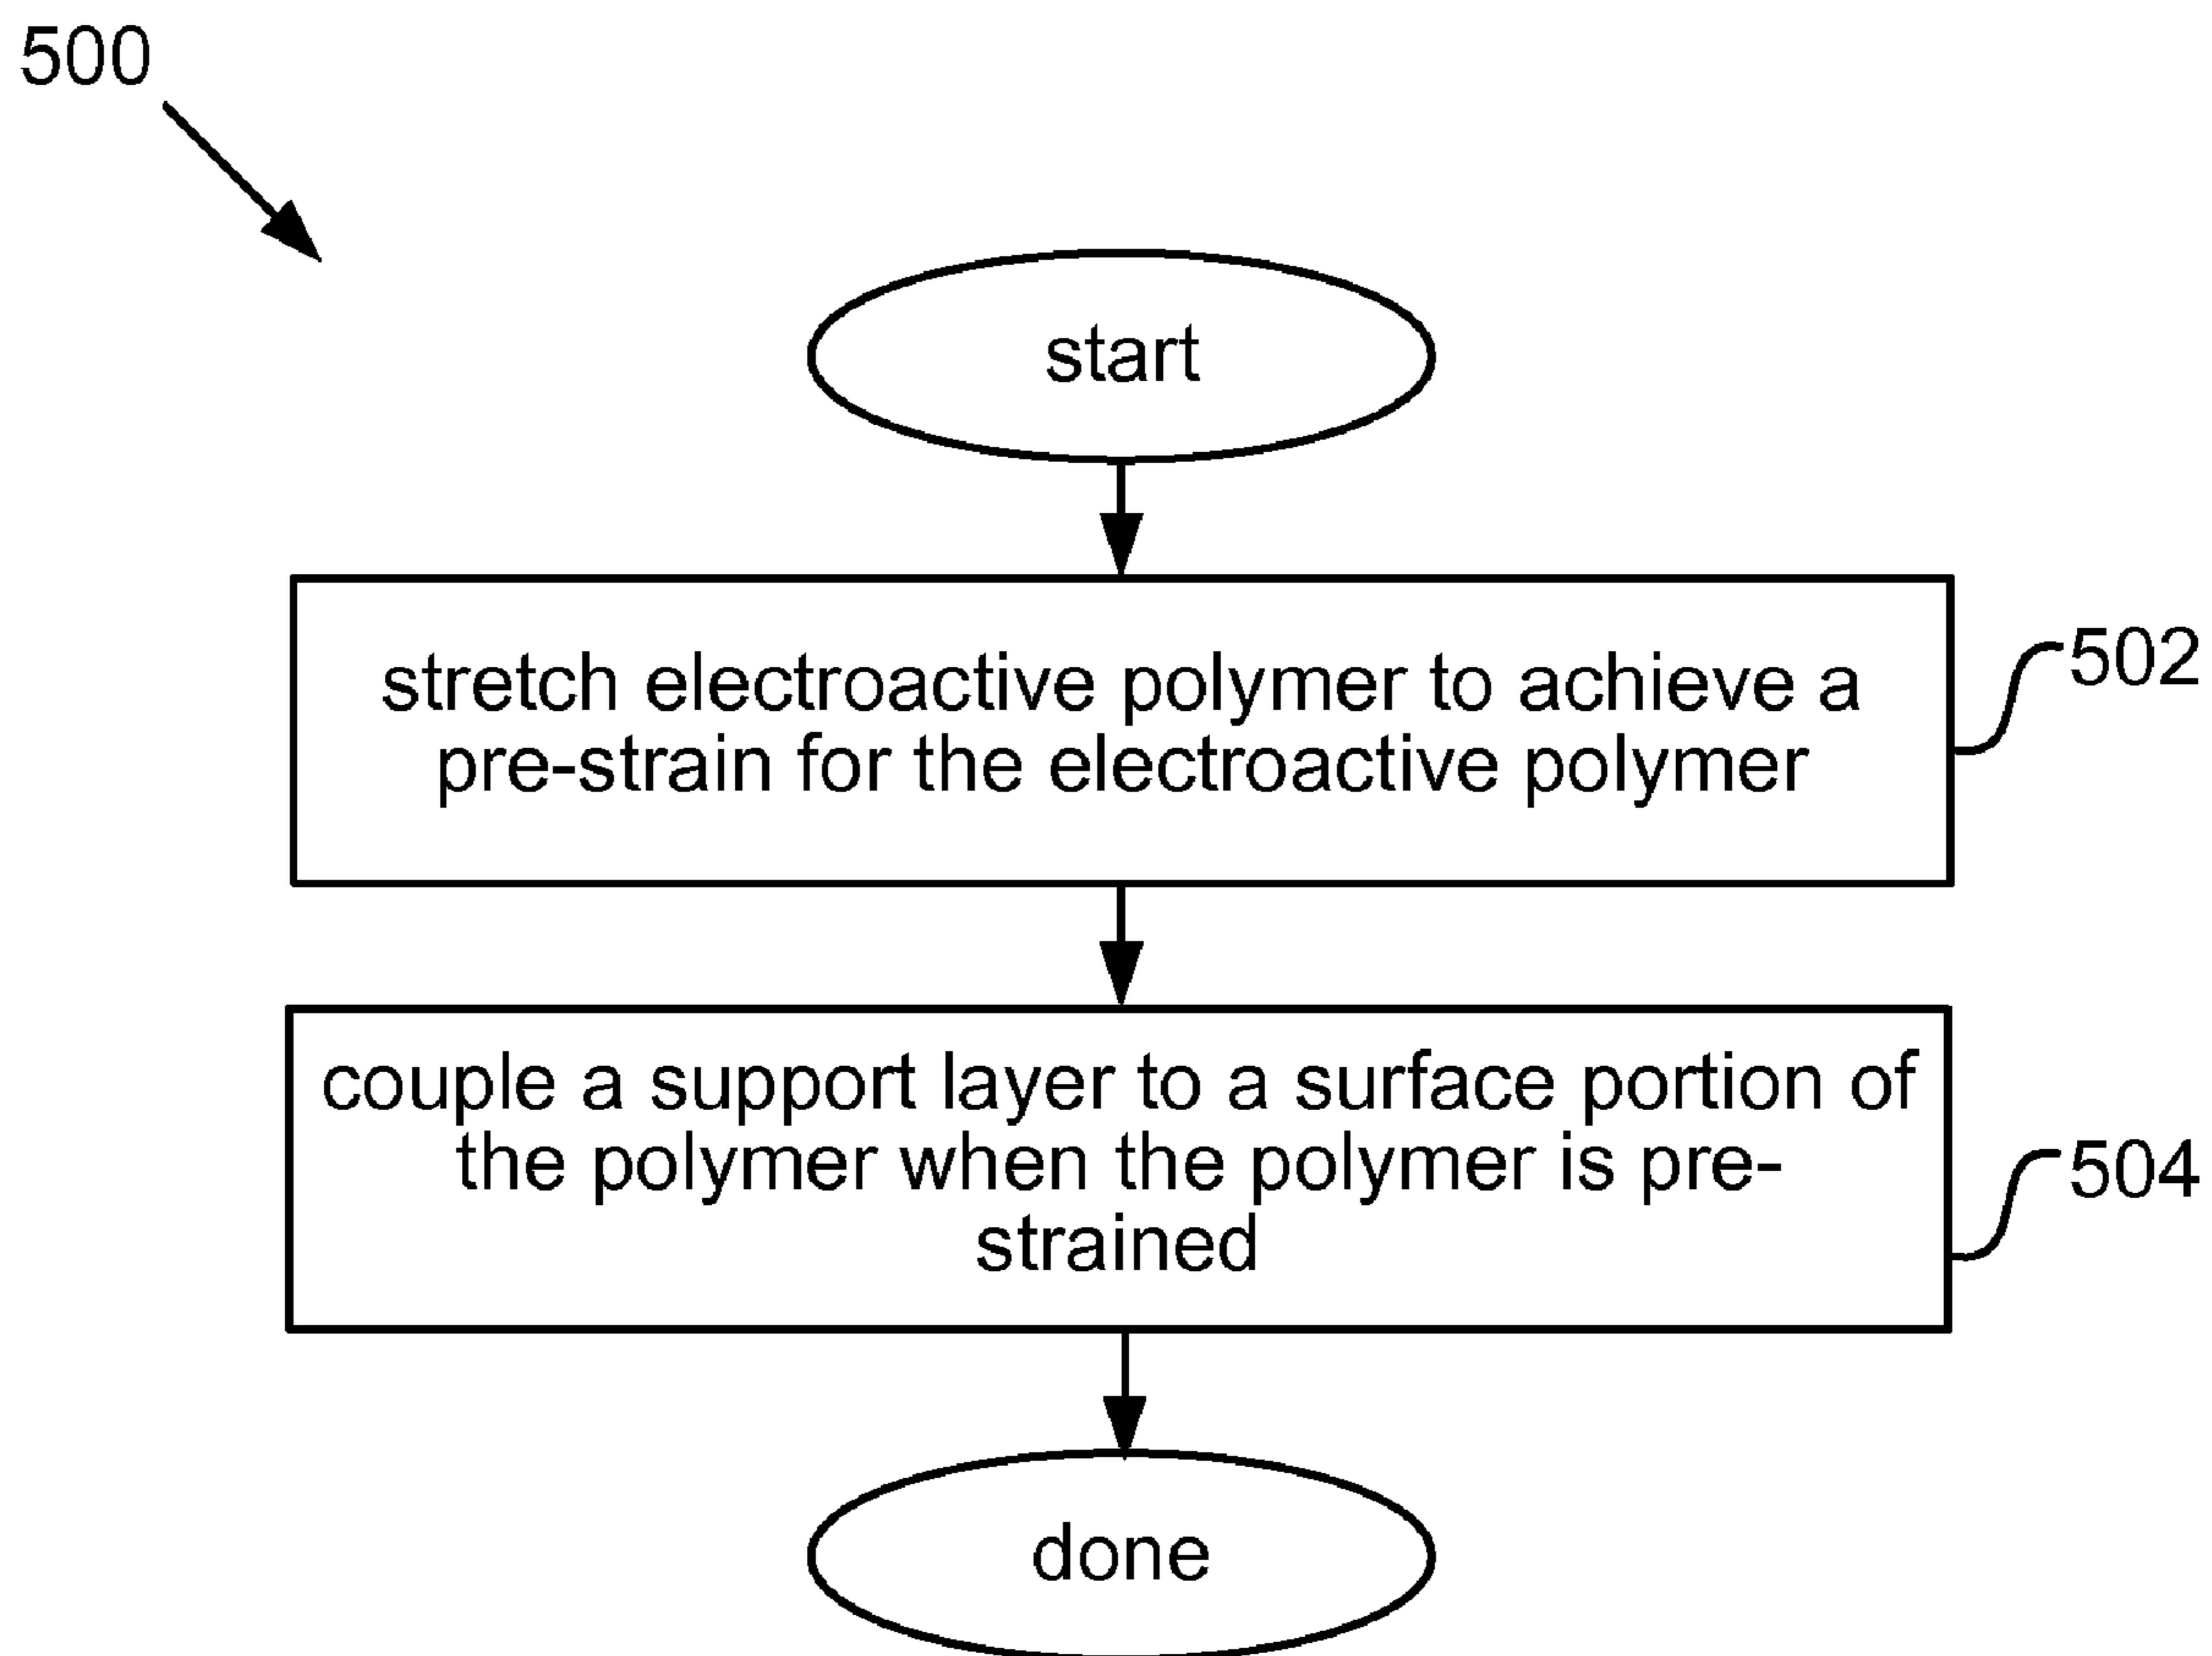 500
start
stretch electroactive polymer to achieve a
pre-strain for the electroactive polymer
502
couple a support layer to a surface portion of
the polymer when the polymer is pre-
strained
504
done